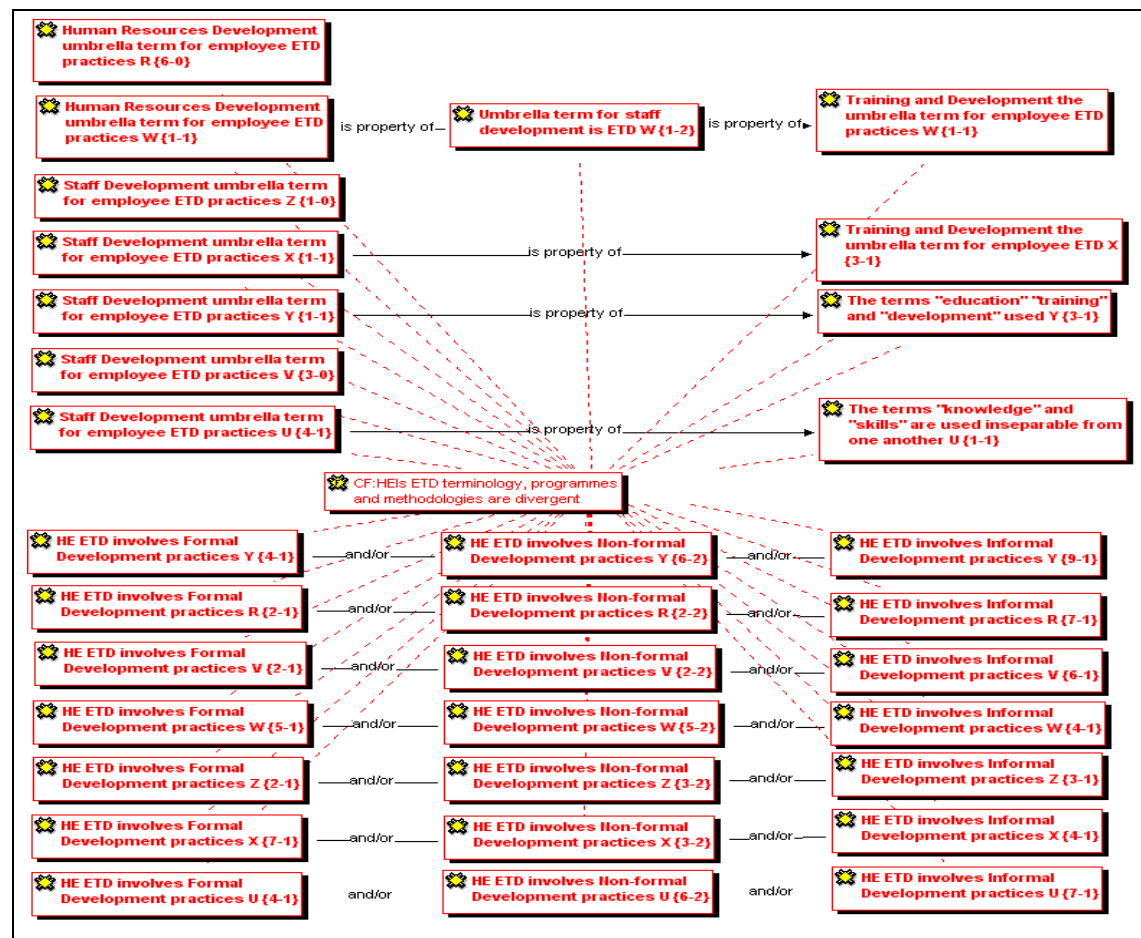 Human Resources Development
umbrella term for employee ETD
practices R {6-0}
Human Resources Development
umbrella term for employee ETD
practices W {1-1}
is property of
Umbrella term for staff
development is ETD W {1-2}
is property of
Training and Development the
umbrella term for employee ETD
practices W {1-1}
Staff Development umbrella term
for employee ETD practices Z {1-0}
Staff Development umbrella term
for employee ETD practices X {1-1}
is property of
Training and Development the
umbrella term for employee ETD X
{3-1}
Staff Development umbrella term
for employee ETD practices Y {1-1}
is property of
The terms "education" "training"
and "development" used Y {3-1}
Staff Development umbrella term
for employee ETD practices V {3-0}
Staff Development umbrella term
for employee ETD practices U {4-1}
is property of
The terms "knowledge" and
"skills" are used inseparable from
one another U {1-1}
CF:HEIs ETD terminology, programmes
and methodologies are divergent
HE ETD involves Formal
Development practices Y {4-1}
and/or
HE ETD involves Non-formal
Development practices Y {6-2}
and/or
HE ETD involves Informal
Development practices Y {9-1}
HE ETD involves Formal
Development practices R {2-1}
and/or
HE ETD involves Non-formal
Development practices R {2-2}
and/or
HE ETD involves Informal
Development practices R {7-1}
HE ETD involves Formal
Development practices V {2-1}
and/or
HE ETD involves Non-formal
Development practices V {2-2}
and/or
HE ETD involves Informal
Development practices V {6-1}
HE ETD involves Formal
Development practices W {5-1}
and/or
HE ETD involves Non-formal
Development practices W {5-2}
and/or
HE ETD involves Informal
Development practices W {4-1}
HE ETD involves Formal
Development practices Z {2-1}
and/or
HE ETD involves Non-formal
Development practices Z {3-2}
and/or
HE ETD involves Informal
Development practices Z {3-1}
HE ETD involves Formal
Development practices X {7-1}
and/or
HE ETD involves Non-formal
Development practices X {3-2}
and/or
HE ETD involves Informal
Development practices X {4-1}
HE ETD involves Formal
Development practices U {4-1}
and/or
HE ETD involves Non-formal
Development practices U {6-2}
and/or
HE ETD involves Informal
Development practices U {7-1}